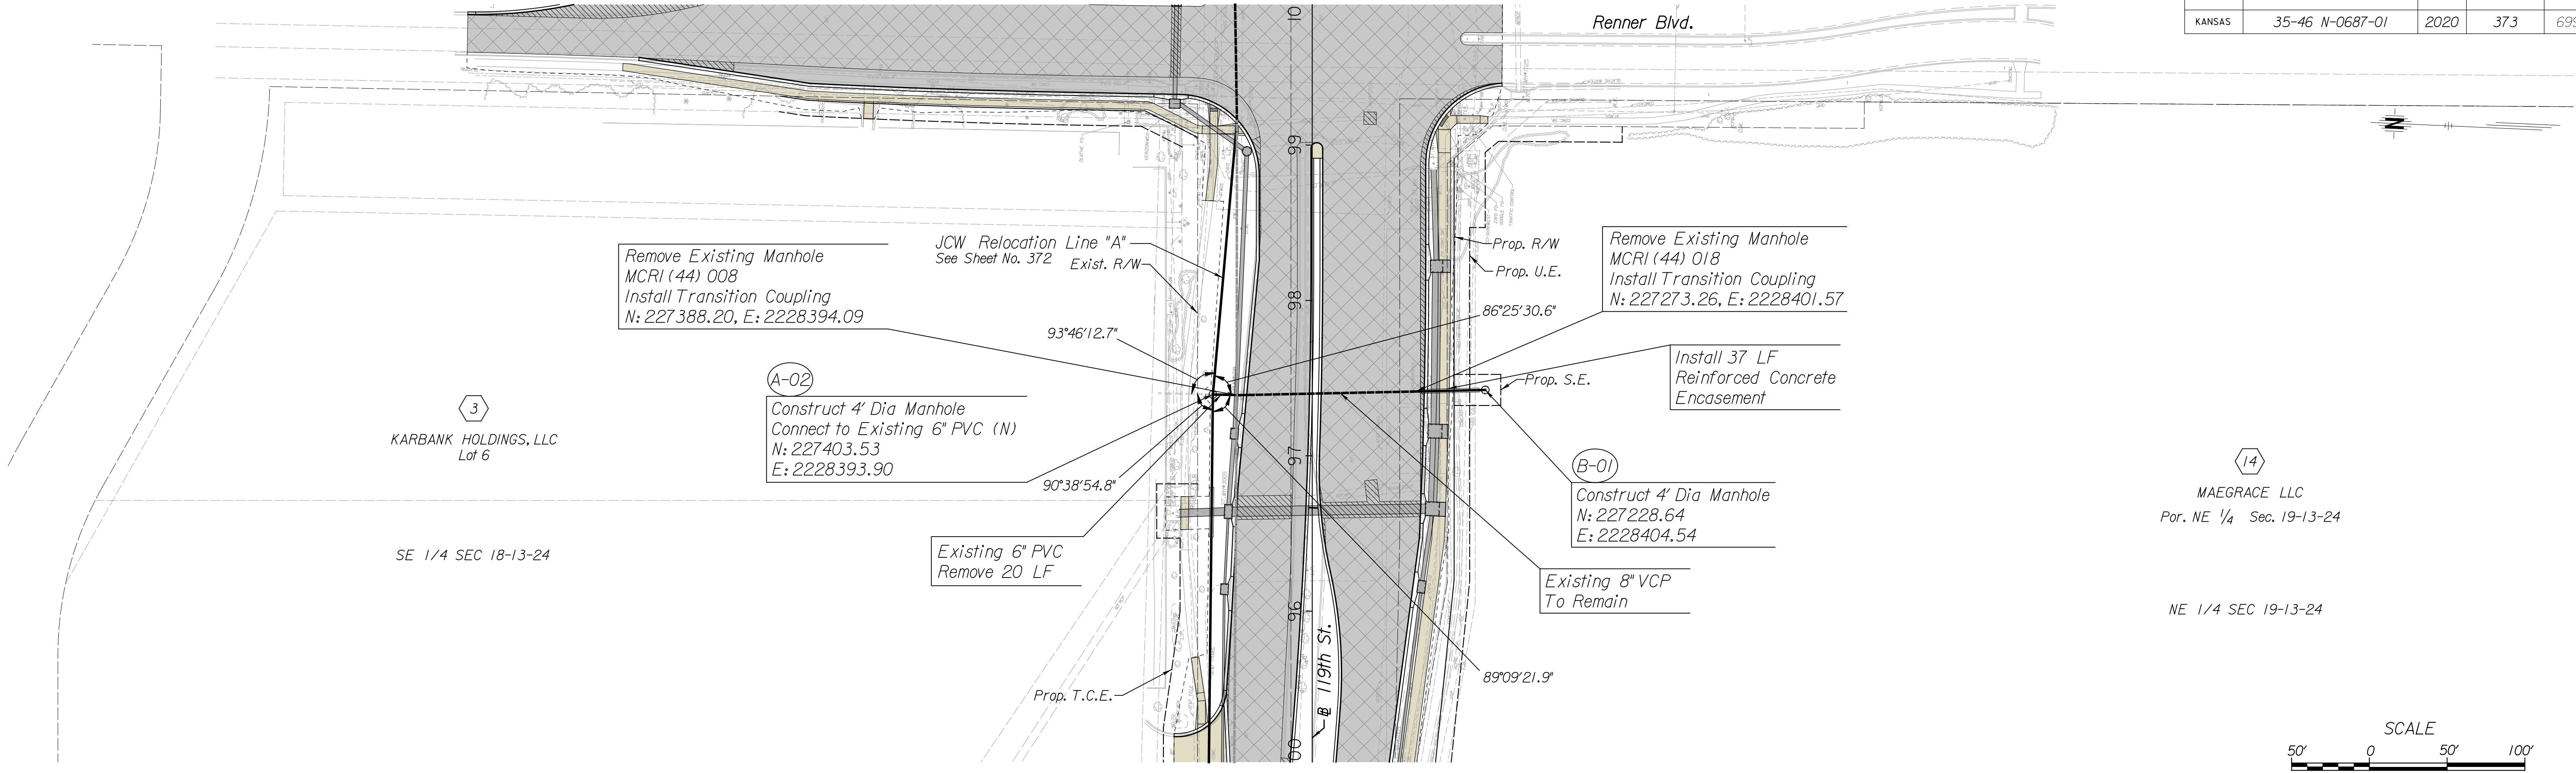 Renner Blvd.
KANSAS 35-46 N-0687-01 2020 373
N
10
99
98
97
96
JCW Relocation Line "A"
See Sheet No. 372
Exist. R/W
Prop. R/W
Prop. U.E.
Remove Existing Manhole
MCR1 (44) 008
Install Transition Coupling
N: 227388.20, E: 2228394.09
Remove Existing Manhole
MCR1 (44) 018
Install Transition Coupling
N: 227273.26, E: 2228401.57
93°46'12.7"
86°25'30.6"
Install 37 LF
Reinforced Concrete
Encasement
Prop. S.E.
A-02
Construct 4' Dia Manhole
Connect to Existing 6" PVC (N)
N: 227403.53
E: 2228393.90
3
KARBANK HOLDINGS, LLC
Lot 6
SE 1/4 SEC 18-13-24
90°38'54.8"
Existing 6" PVC
Remove 20 LF
B-01
Construct 4' Dia Manhole
N: 227228.64
E: 2228404.54
14
MAEGRACE LLC
Por. NE 1/4 Sec. 19-13-24
NE 1/4 SEC 19-13-24
Existing 8" VCP
To Remain
89°09'21.9"
Prop. T.C.E.
119th St.
SCALE
50' 0 50' 100'